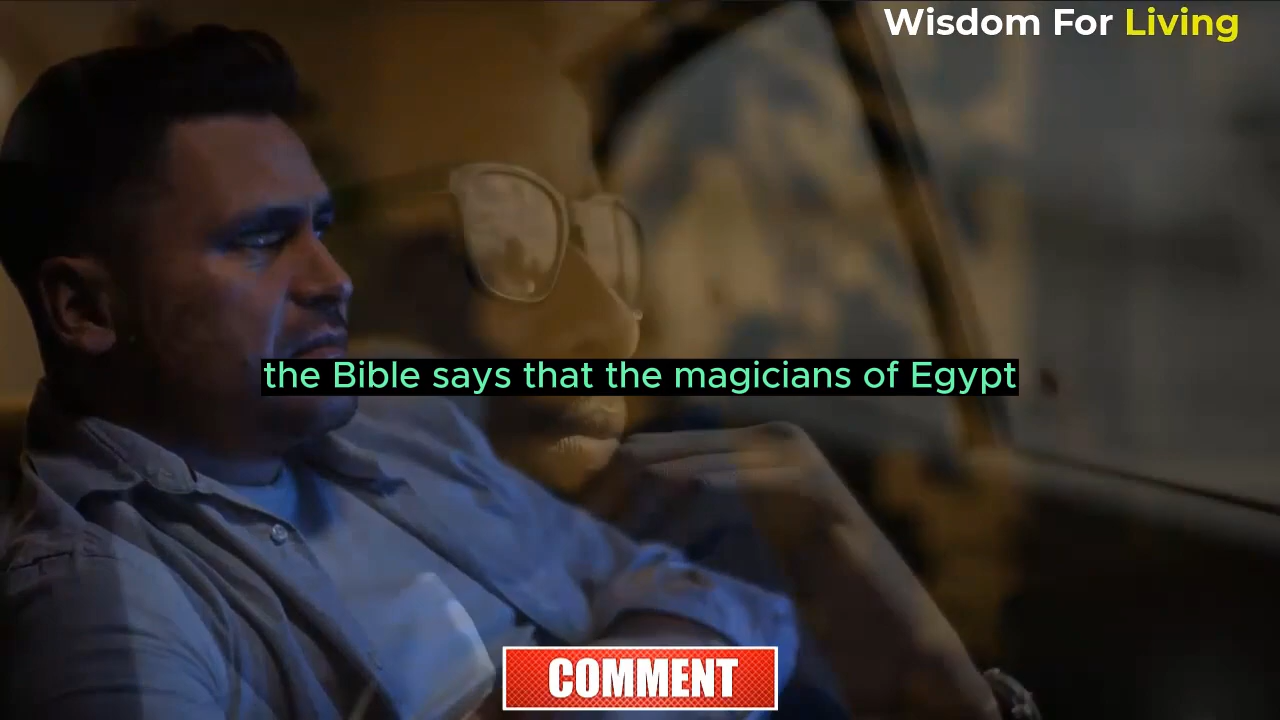 Wisdom For Living
the Bible says that the magicians of Egypt
COMMENT